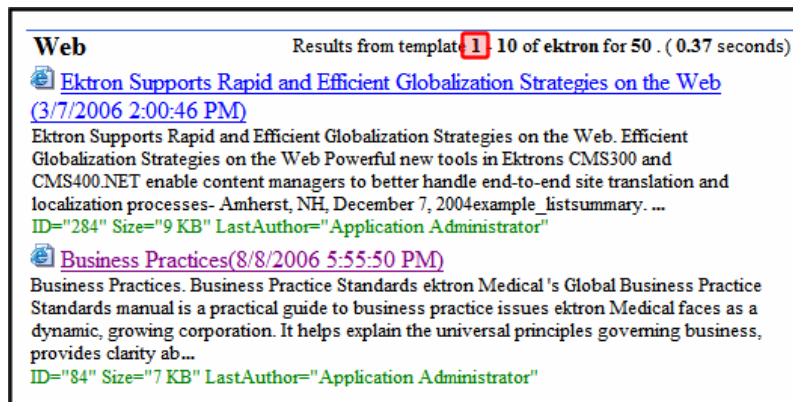 Web Results from template 1 - 10 of ektron for 50 . ( 0.37 seconds)
Ektron Supports Rapid and Efficient Globalization Strategies on the Web
(3/7/2006 2:00:46 PM)
Ektron Supports Rapid and Efficient Globalization Strategies on the Web. Efficient
Globalization Strategies on the Web Powerful new tools in Ektrons CMS300 and
CMS400.NET enable content managers to better handle end-to-end site translation and
localization processes- Amherst, NH, December 7, 2004example_listsummary. ...
ID="284" Size="9 KB" LastAuthor="Application Administrator"
Business Practices(8/8/2006 5:55:50 PM)
Business Practices. Business Practice Standards ektron Medical 's Global Business Practice
Standards manual is a practical guide to business practice issues ektron Medical faces as a
dynamic, growing corporation. It helps explain the universal principles governing business,
provides clarity ab...
ID="84" Size="7 KB" LastAuthor="Application Administrator"